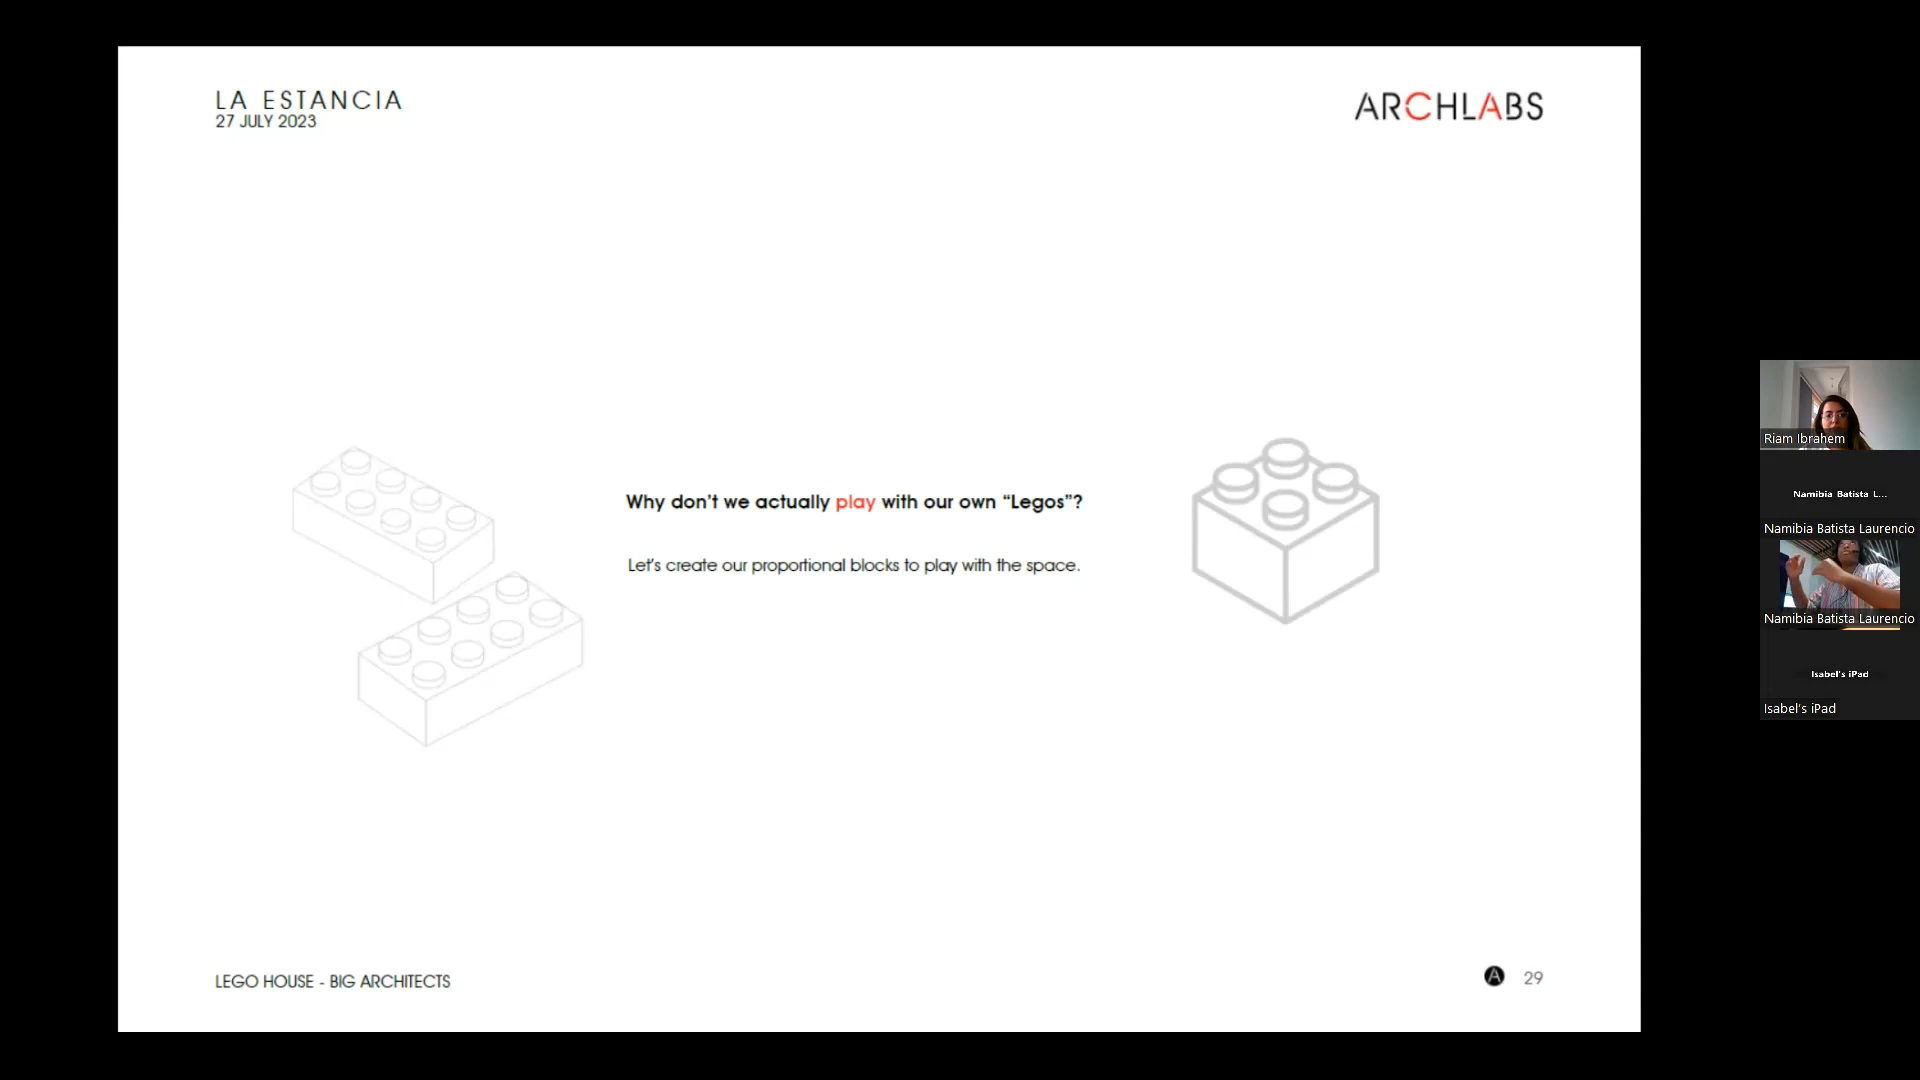 LA ESTANCIA
27 JULY 2023
ARCHLABS
Why don't we actually play with our own “Legos”?
Let's create our proportional blocks to play with the space.
LEGO HOUSE - BIG ARCHITECTS
A 29
Riam Ibrahem
Namibia Batista L...
Namibia Batista Laurencio
Namibia Batista Laurencio
Isabel's iPad
Isabel's iPad